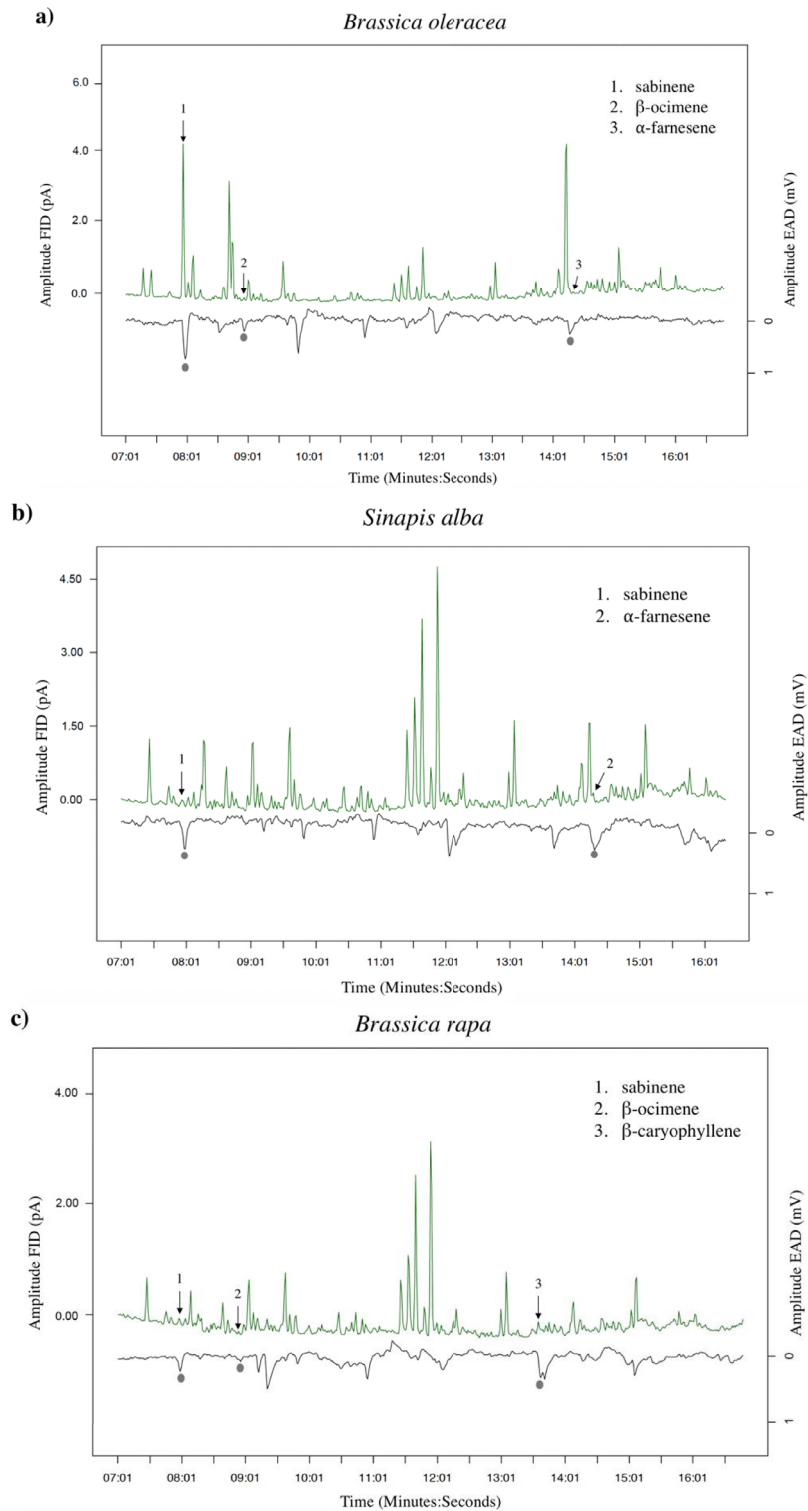 a)
Brassica oleracea
6.0
4.0
2.0
0.0
Amplitude FID (pA)
1
2
3
1. sabinene
2. β-ocimene
3. α-farnesene
0
1
Amplitude EAD (mV)
07:01 08:01 09:01 10:01 11:01 12:01 13:01 14:01 15:01 16:01
Time (Minutes:Seconds)
b)
Sinapis alba
4.50
3.00
1.50
0.00
Amplitude FID (pA)
1
2
1. sabinene
2. α-farnesene
0
1
Amplitude EAD (mV)
07:01 08:01 09:01 10:01 11:01 12:01 13:01 14:01 15:01 16:01
Time (Minutes:Seconds)
c)
Brassica rapa
4.00
2.00
0.00
Amplitude FID (pA)
1
2
3
1. sabinene
2. β-ocimene
3. β-caryophyllene
0
1
Amplitude EAD (mV)
07:01 08:01 09:01 10:01 11:01 12:01 13:01 14:01 15:01 16:01
Time (Minutes:Seconds)